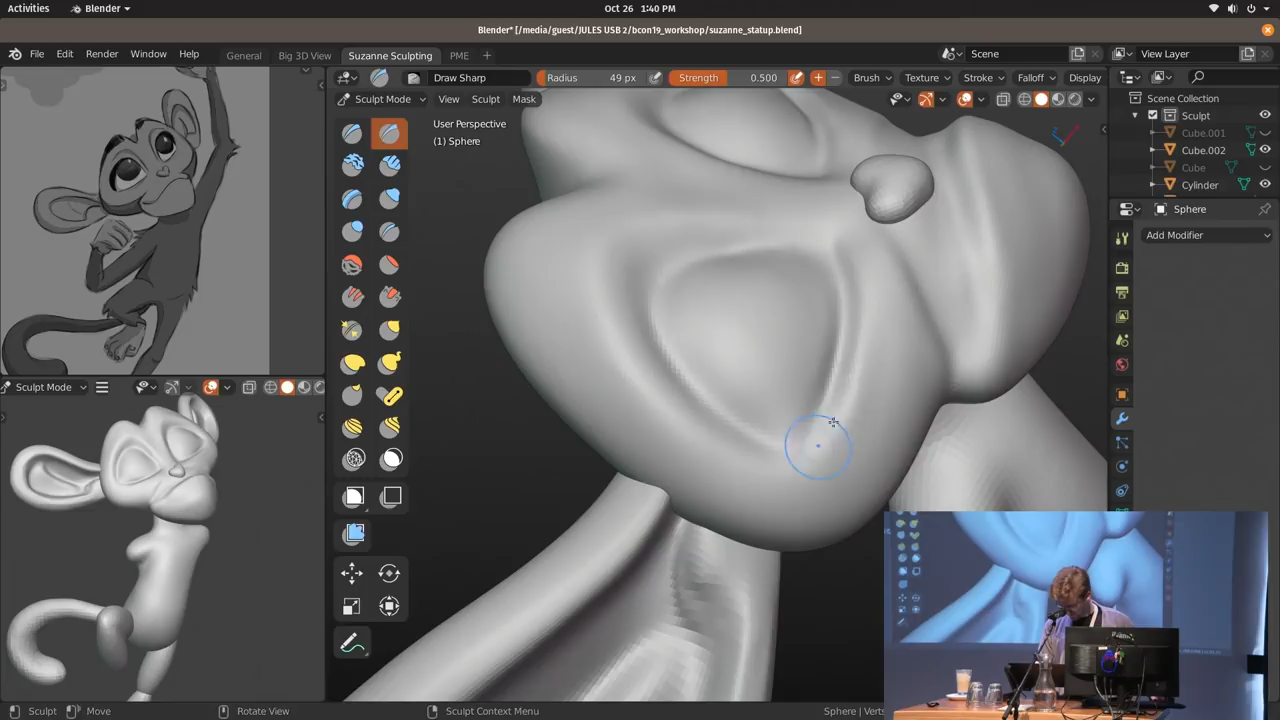 Activities Blender Oct 26 1:40 PM
Blender* [/media/guest/JULES USB 2/bcon19_workshop/suzanne_statup.blend]
File Edit Render Window Help General Big 3D View Suzanne Sculpting PME + Scene View Layer
Draw Sharp Radius 49 px Strength 0.500 Brush Texture Stroke Falloff Display
Sculpt Mode View Sculpt Mask
User Perspective
(1) Sphere
Scene Collection
Sculpt
Cube.001
Cube.002
Cube
Cylinder
Sphere
Add Modifier
Sculpt Mode
Sculpt Move Rotate View Sculpt Context Menu Sphere | Verts